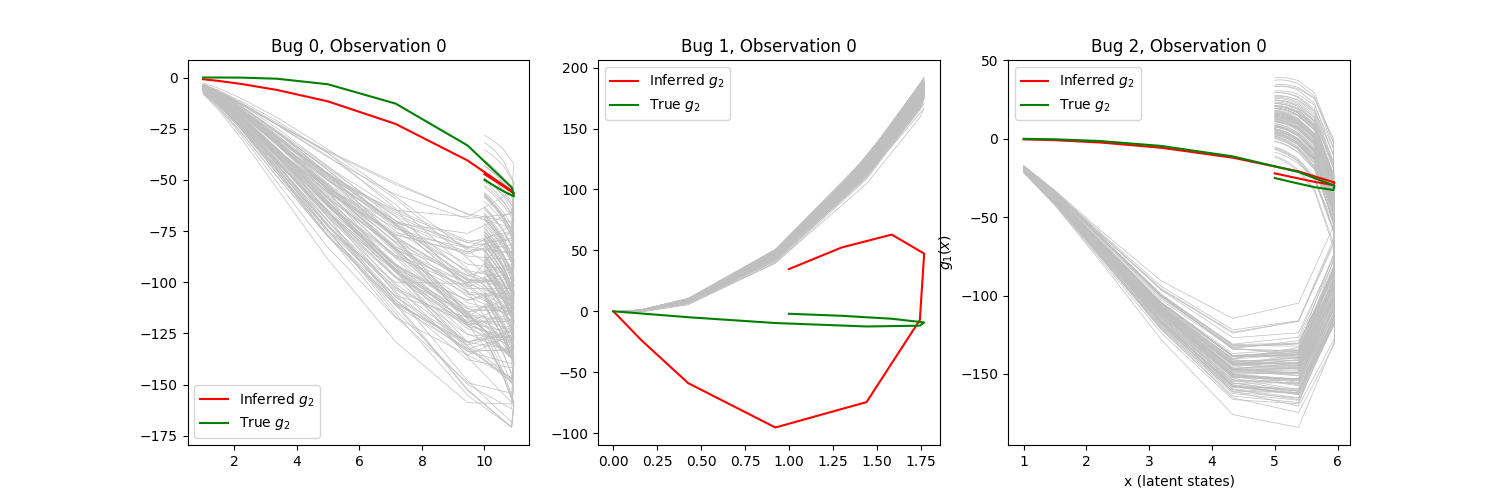 Bug 0, Observation 0
0
−25
−50
−75
−100
−125
−150
−175
2 4 6 8 10
Inferred g₂
True g₂
Bug 1, Observation 0
200
150
100
50
0
−50
−100
0.00 0.25 0.50 0.75 1.00 1.25 1.50 1.75
Inferred g₂
True g₂
Bug 2, Observation 0
g₁(x)
50
0
−50
−100
−150
1 2 3 4 5 6
x (latent states)
Inferred g₂
True g₂